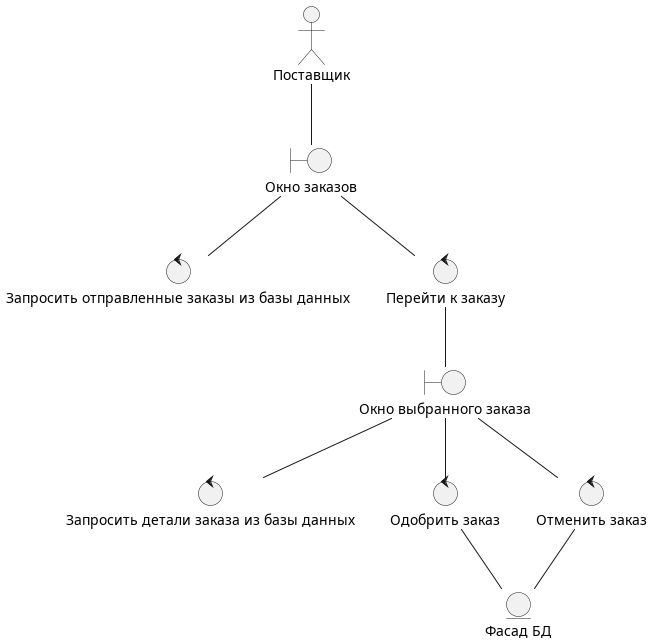 Поставщик
Окно заказов
Запросить отправленные заказы из базы данных
Перейти к заказу
Окно выбранного заказа
Запросить детали заказа из базы данных
Одобрить заказ
Отменить заказ
Фасад БД